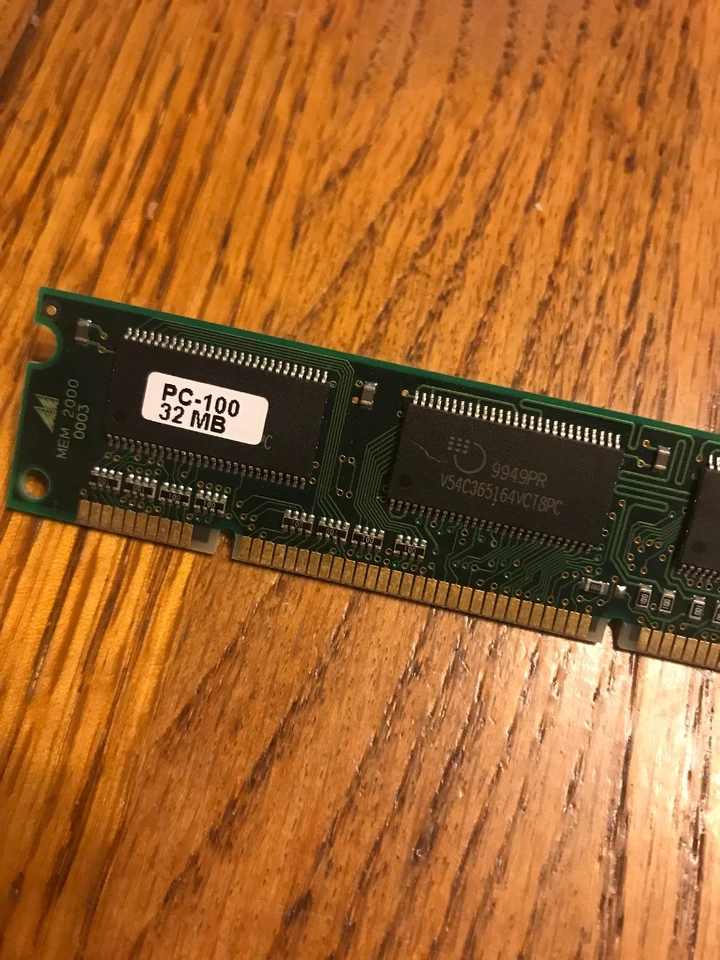 PC-100
32 MB
MEM 2000
0003
C
9949PR
V54C365164VCT8PC